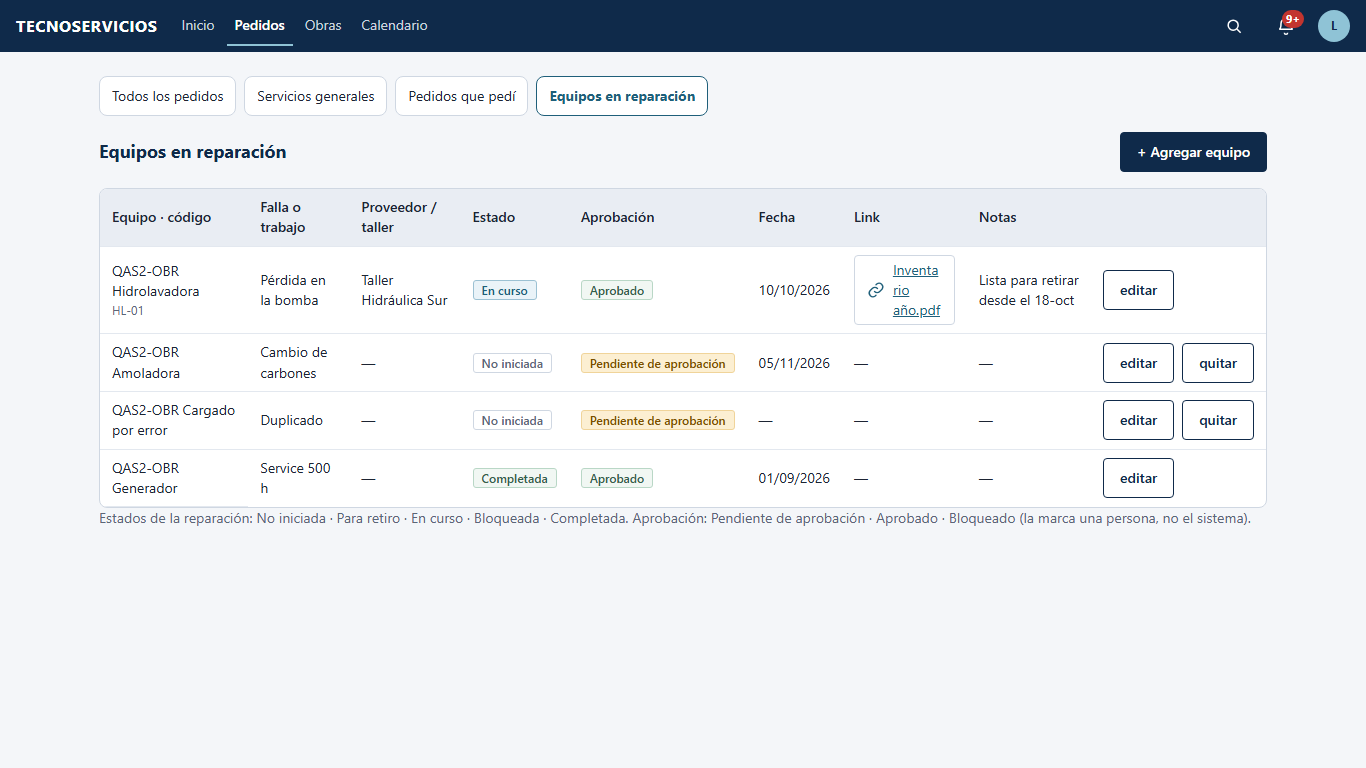 TECNOSERVICIOS Inicio Pedidos Obras Calendario 9+ L
Todos los pedidos Servicios generales Pedidos que pedí Equipos en reparación
Equipos en reparación + Agregar equipo
Equipo · código Falla o trabajo Proveedor / taller Estado Aprobación Fecha Link Notas
QAS2-OBR Hidrolavadora HL-01 Pérdida en la bomba Taller Hidráulica Sur En curso Aprobado 10/10/2026 Inventario año.pdf Lista para retirar desde el 18-oct editar
QAS2-OBR Amoladora Cambio de carbones — No iniciada Pendiente de aprobación 05/11/2026 — — editar quitar
QAS2-OBR Cargado por error Duplicado — No iniciada Pendiente de aprobación — — — editar quitar
QAS2-OBR Generador Service 500 h — Completada Aprobado 01/09/2026 — — editar
Estados de la reparación: No iniciada · Para retiro · En curso · Bloqueada · Completada. Aprobación: Pendiente de aprobación · Aprobado · Bloqueado (la marca una persona, no el sistema).